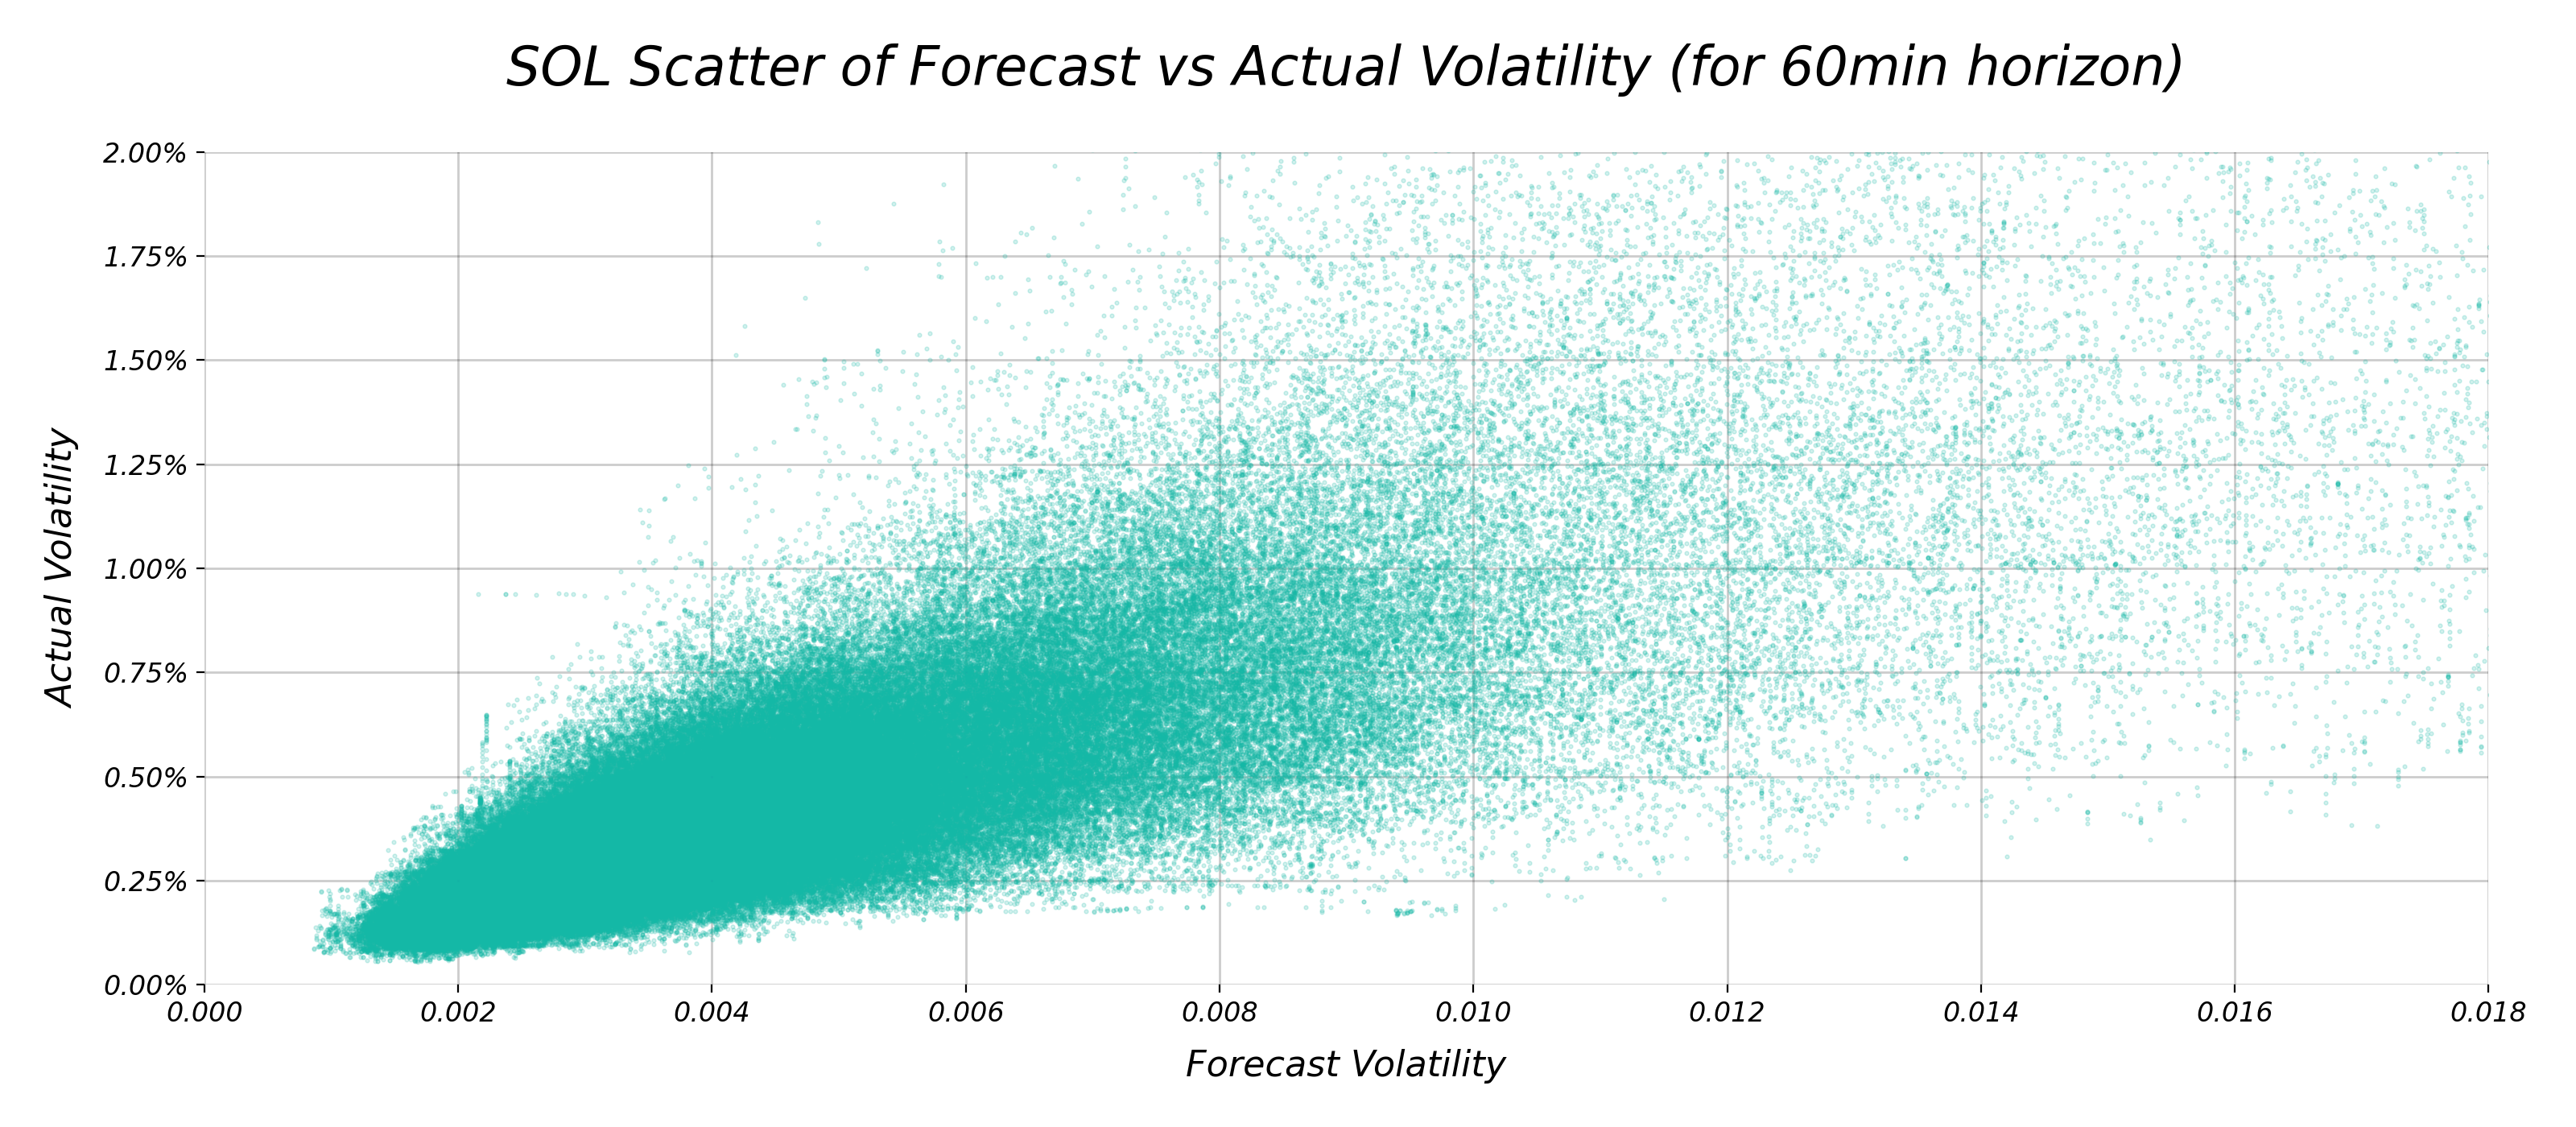 SOL Scatter of Forecast vs Actual Volatility (for 60min horizon)
2.00%
1.75%
1.50%
1.25%
1.00%
0.75%
0.50%
0.25%
0.00%
Actual Volatility
0.000 0.002 0.004 0.006 0.008 0.010 0.012 0.014 0.016 0.018
Forecast Volatility